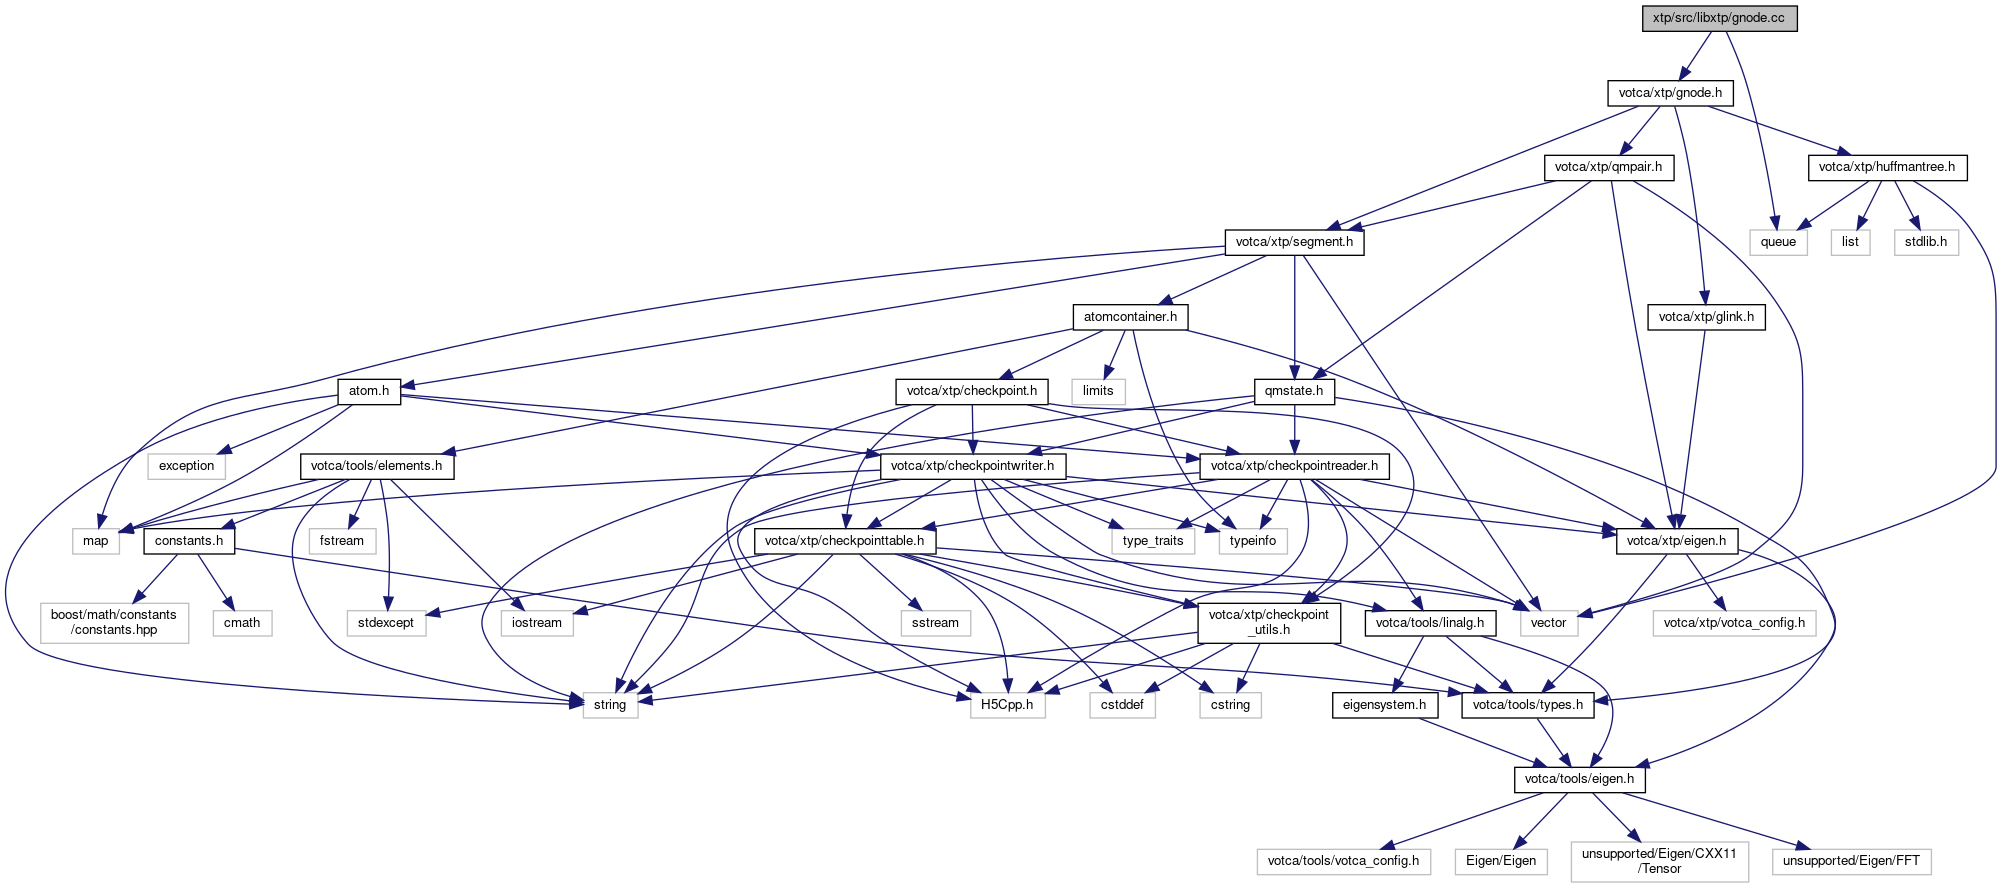 xtp/src/libxtp/gnode.cc
votca/xtp/gnode.h
votca/xtp/qmpair.h
votca/xtp/huffmantree.h
votca/xtp/segment.h
queue
list
stdlib.h
atomcontainer.h
votca/xtp/glink.h
atom.h
votca/xtp/checkpoint.h
limits
qmstate.h
exception
votca/tools/elements.h
votca/xtp/checkpointwriter.h
votca/xtp/checkpointreader.h
map
constants.h
fstream
votca/xtp/checkpointtable.h
type_traits
typeinfo
votca/xtp/eigen.h
boost/math/constants
/constants.hpp
cmath
stdexcept
iostream
sstream
votca/xtp/checkpoint
_utils.h
votca/tools/linalg.h
vector
votca/xtp/votca_config.h
string
H5Cpp.h
cstddef
cstring
eigensystem.h
votca/tools/types.h
votca/tools/eigen.h
votca/tools/votca_config.h
Eigen/Eigen
unsupported/Eigen/CXX11
/Tensor
unsupported/Eigen/FFT